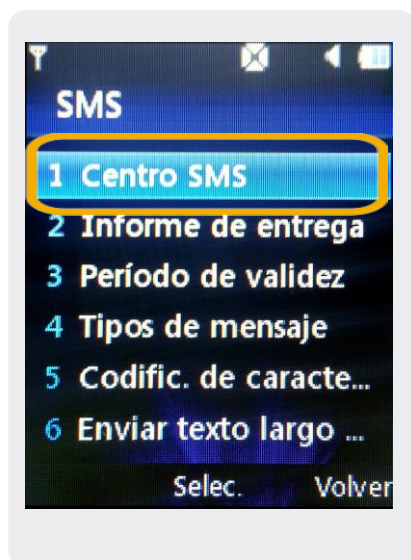 SMS
1 Centro SMS
2 Informe de entrega
3 Período de validez
4 Tipos de mensaje
5 Codific. de caracte...
6 Enviar texto largo ...
Selec. Volver